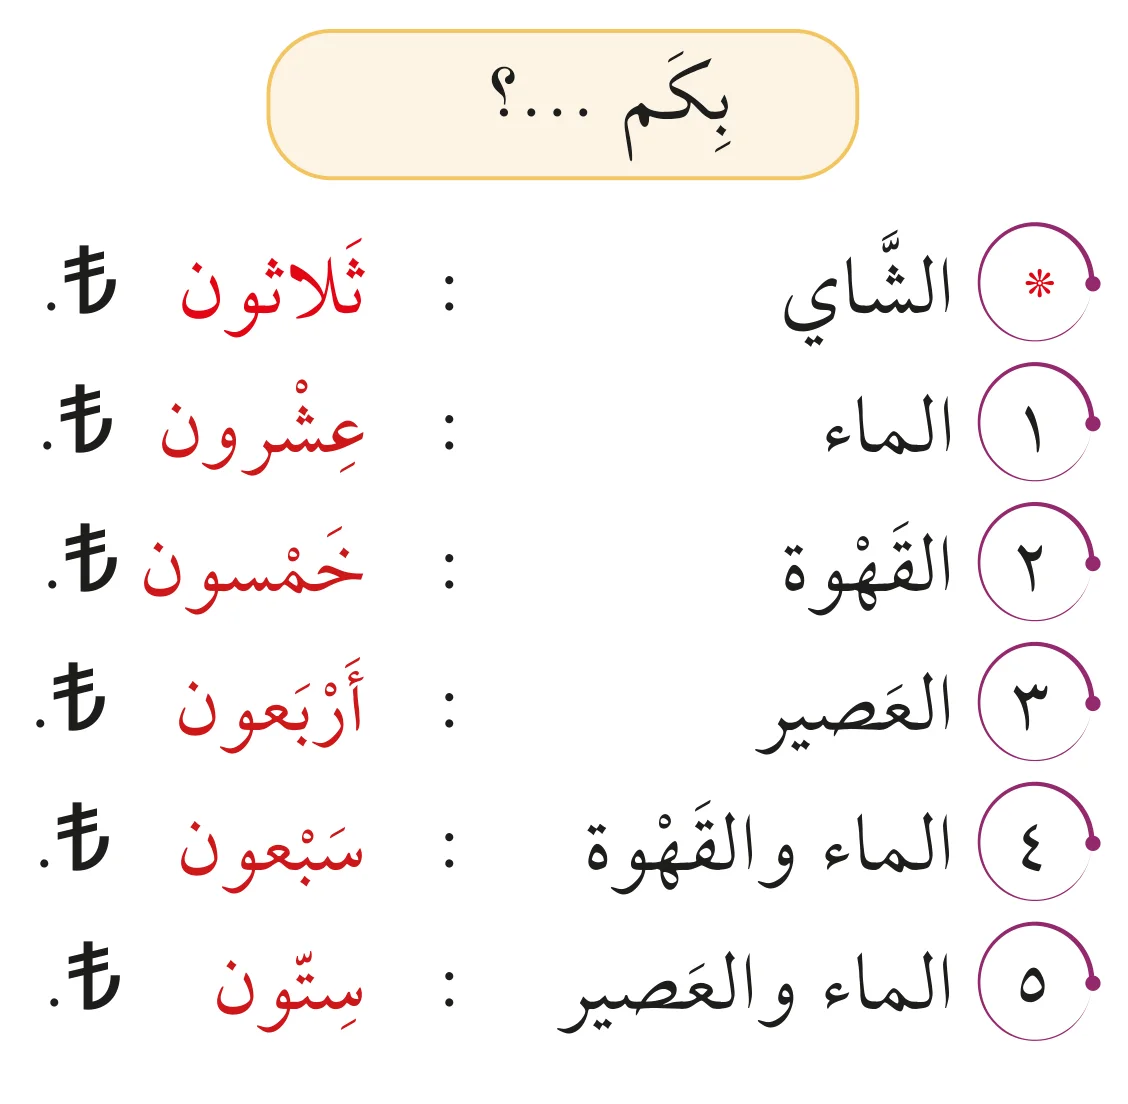 بِكَم ...؟
* الشَّاي : ثَلاثون ₺.
١ الماء : عِشْرون ₺.
٢ القَهْوة : خَمْسون ₺.
٣ العَصير : أَرْبَعون ₺.
٤ الماء والقَهْوة : سَبْعون ₺.
٥ الماء والعَصير : سِتّون ₺.